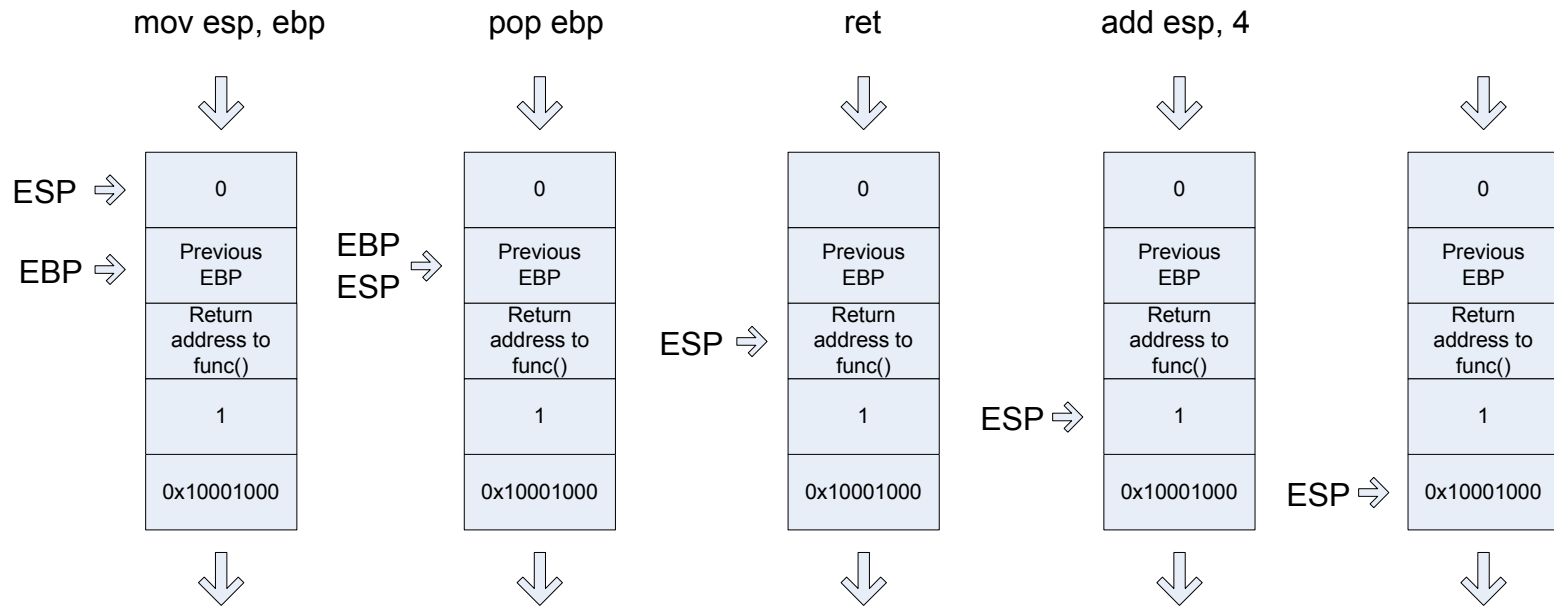 mov esp, ebp
pop ebp
ret
add esp, 4
ESP
EBP
0
Previous
EBP
Return
address to
func()
1
0x10001000
EBP
ESP
0
Previous
EBP
Return
address to
func()
1
0x10001000
ESP
0
Previous
EBP
Return
address to
func()
1
0x10001000
ESP
0
Previous
EBP
Return
address to
func()
1
0x10001000
ESP
0
Previous
EBP
Return
address to
func()
1
0x10001000